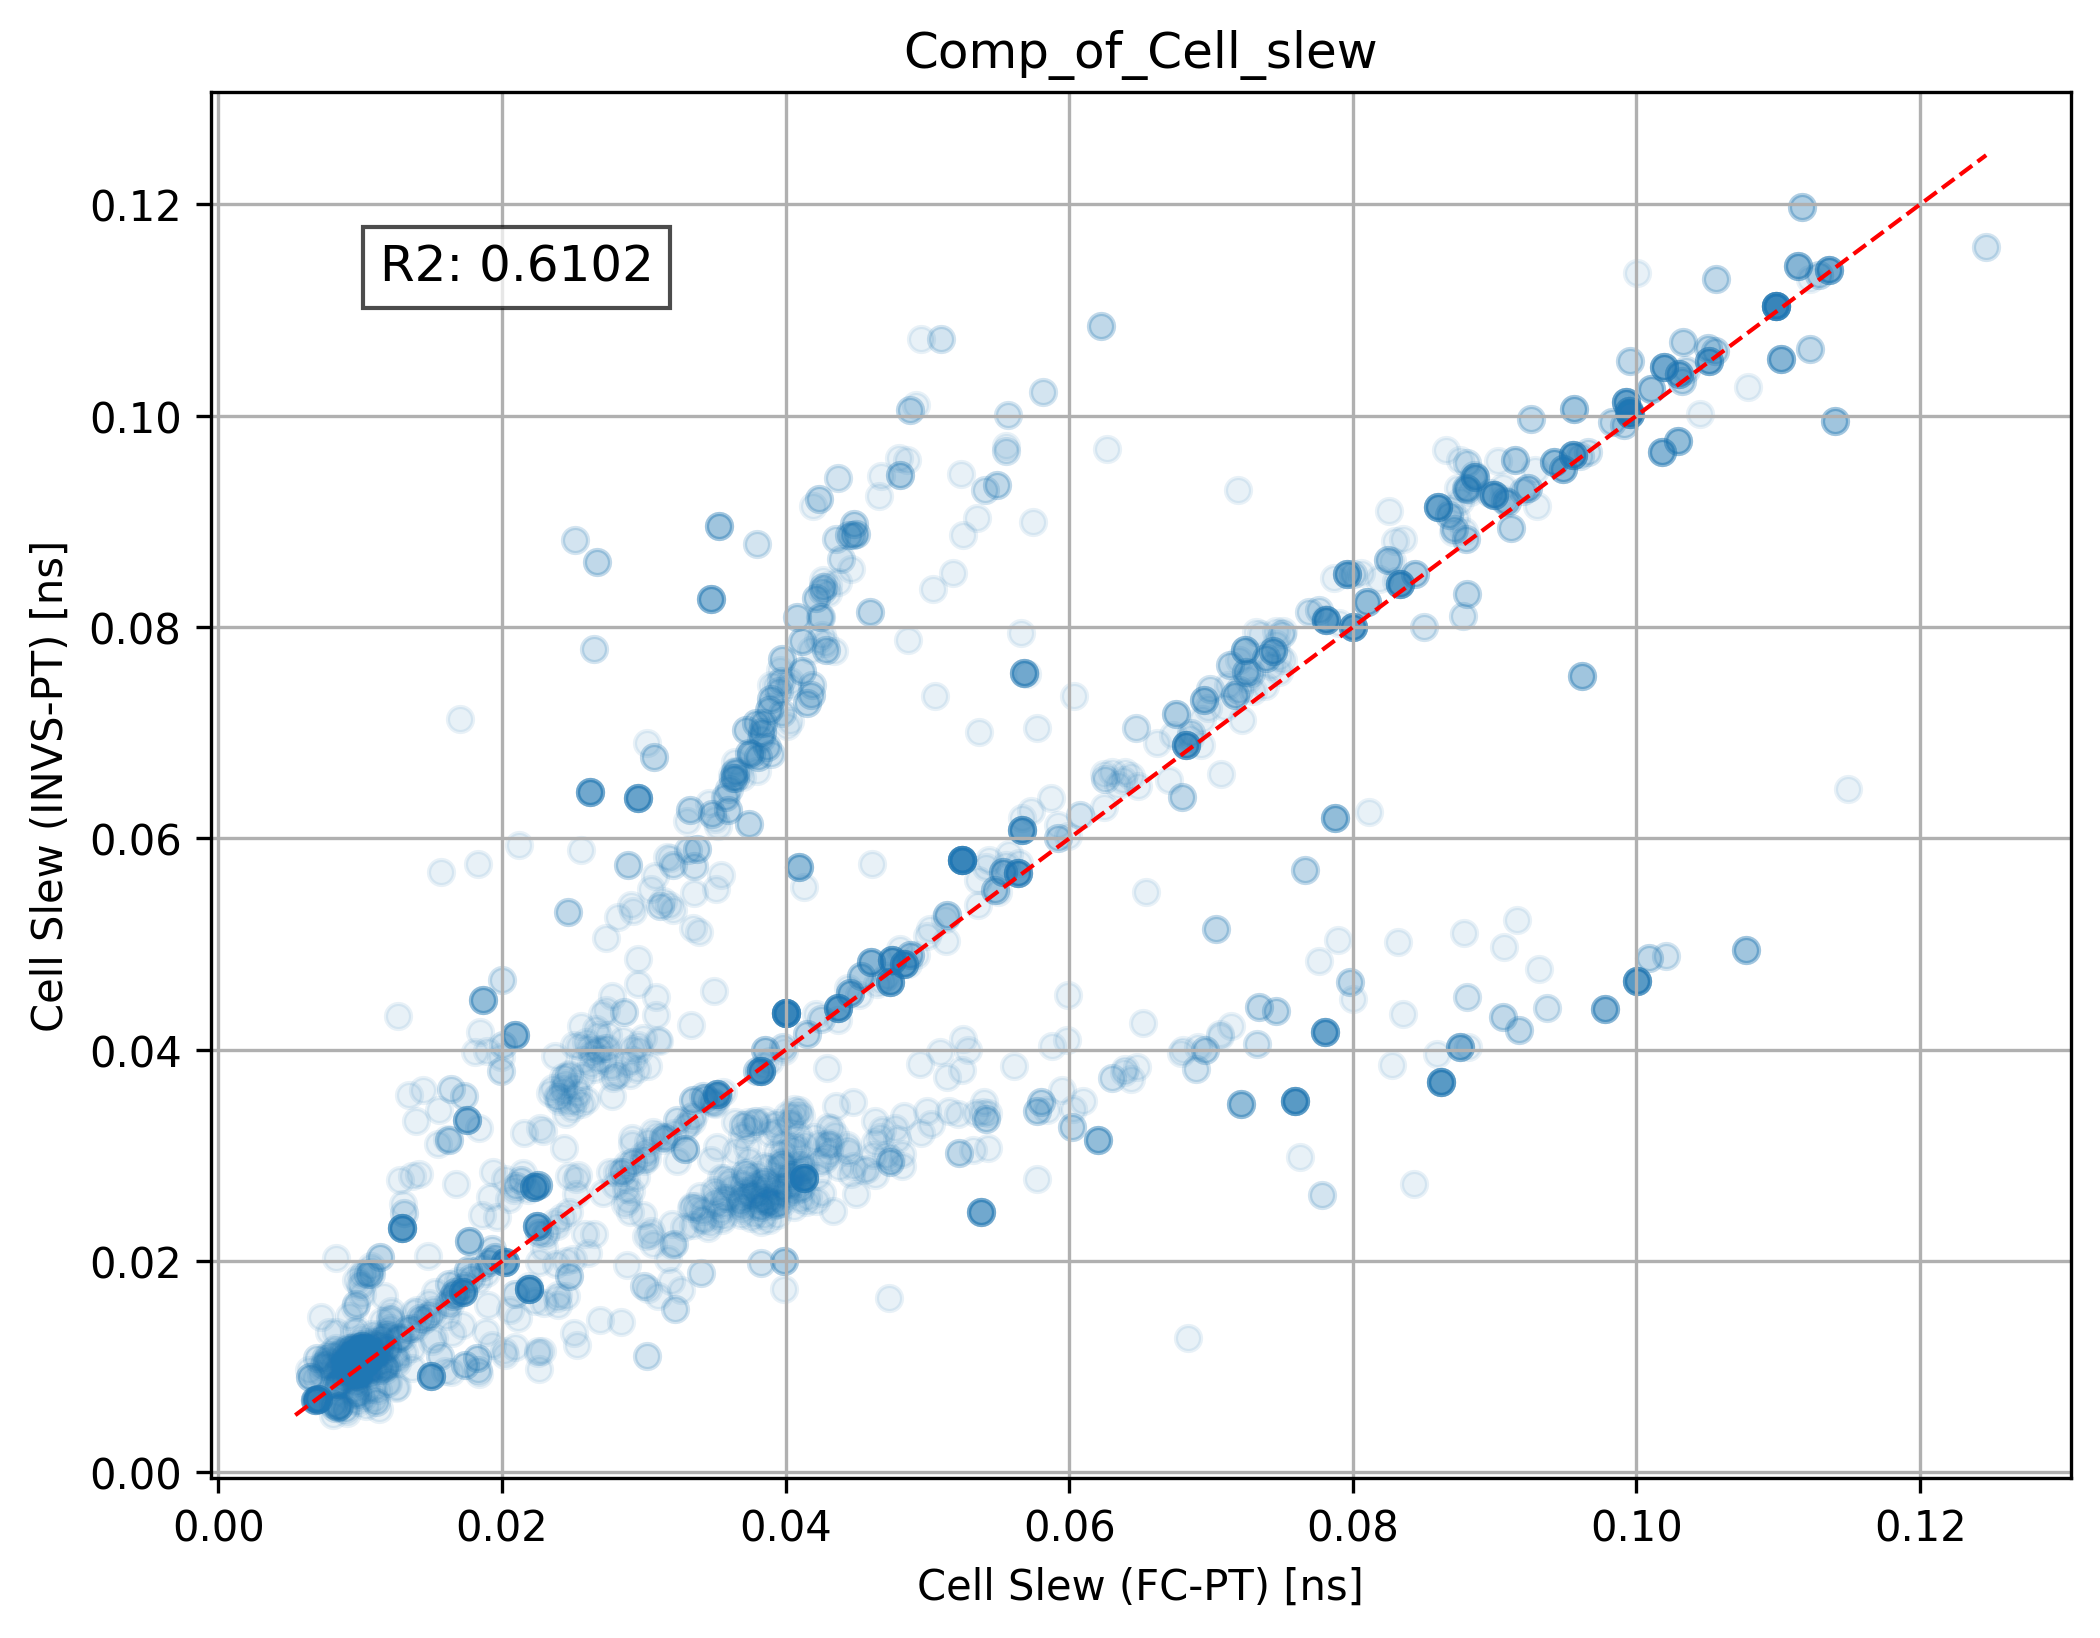 Comp_of_Cell_slew
R2: 0.6102
Cell Slew (INVS-PT) [ns]
0.12
0.10
0.08
0.06
0.04
0.02
0.00
0.00 0.02 0.04 0.06 0.08 0.10 0.12
Cell Slew (FC-PT) [ns]